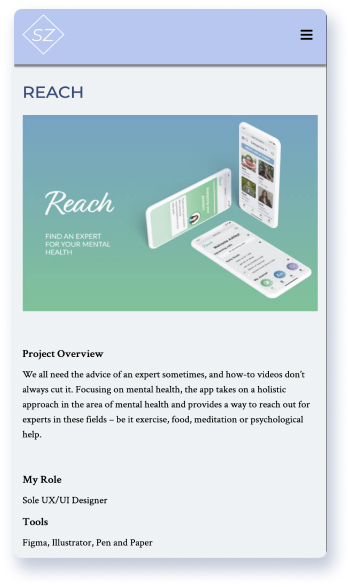 SZ
REACH
Reach
FIND AN EXPERT
FOR YOUR MENTAL
HEALTH
Project Overview
We all need the advice of an expert sometimes, and how-to videos don't
always cut it. Focusing on mental health, the app takes on a holistic
approach in the area of mental health and provides a way to reach out for
experts in these fields – be it exercise, food, meditation or psychological
help.
My Role
Sole UX/UI Designer
Tools
Figma, Illustrator, Pen and Paper